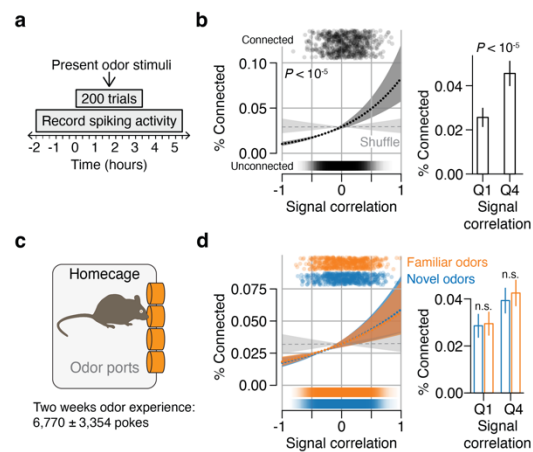 a
Present odor stimuli
200 trials
Record spiking activity
-2 -1 0 1 2 3 4 5
Time (hours)
b
Connected
P < 10-5
% Connected
0.10
0.05
0.00
Shuffle
Unconnected
-1 0 1
Signal correlation
P < 10-5
% Connected
0.04
0.02
0.00
Q1 Q4
Signal
correlation
c
Homecage
Odor ports
Two weeks odor experience:
6,770 ± 3,354 pokes
d
Familiar odors
Novel odors
% Connected
0.075
0.050
0.025
0.00
-1 0 1
Signal correlation
n.s.
n.s.
% Connected
0.04
0.02
0.00
Q1 Q4
Signal
correlation